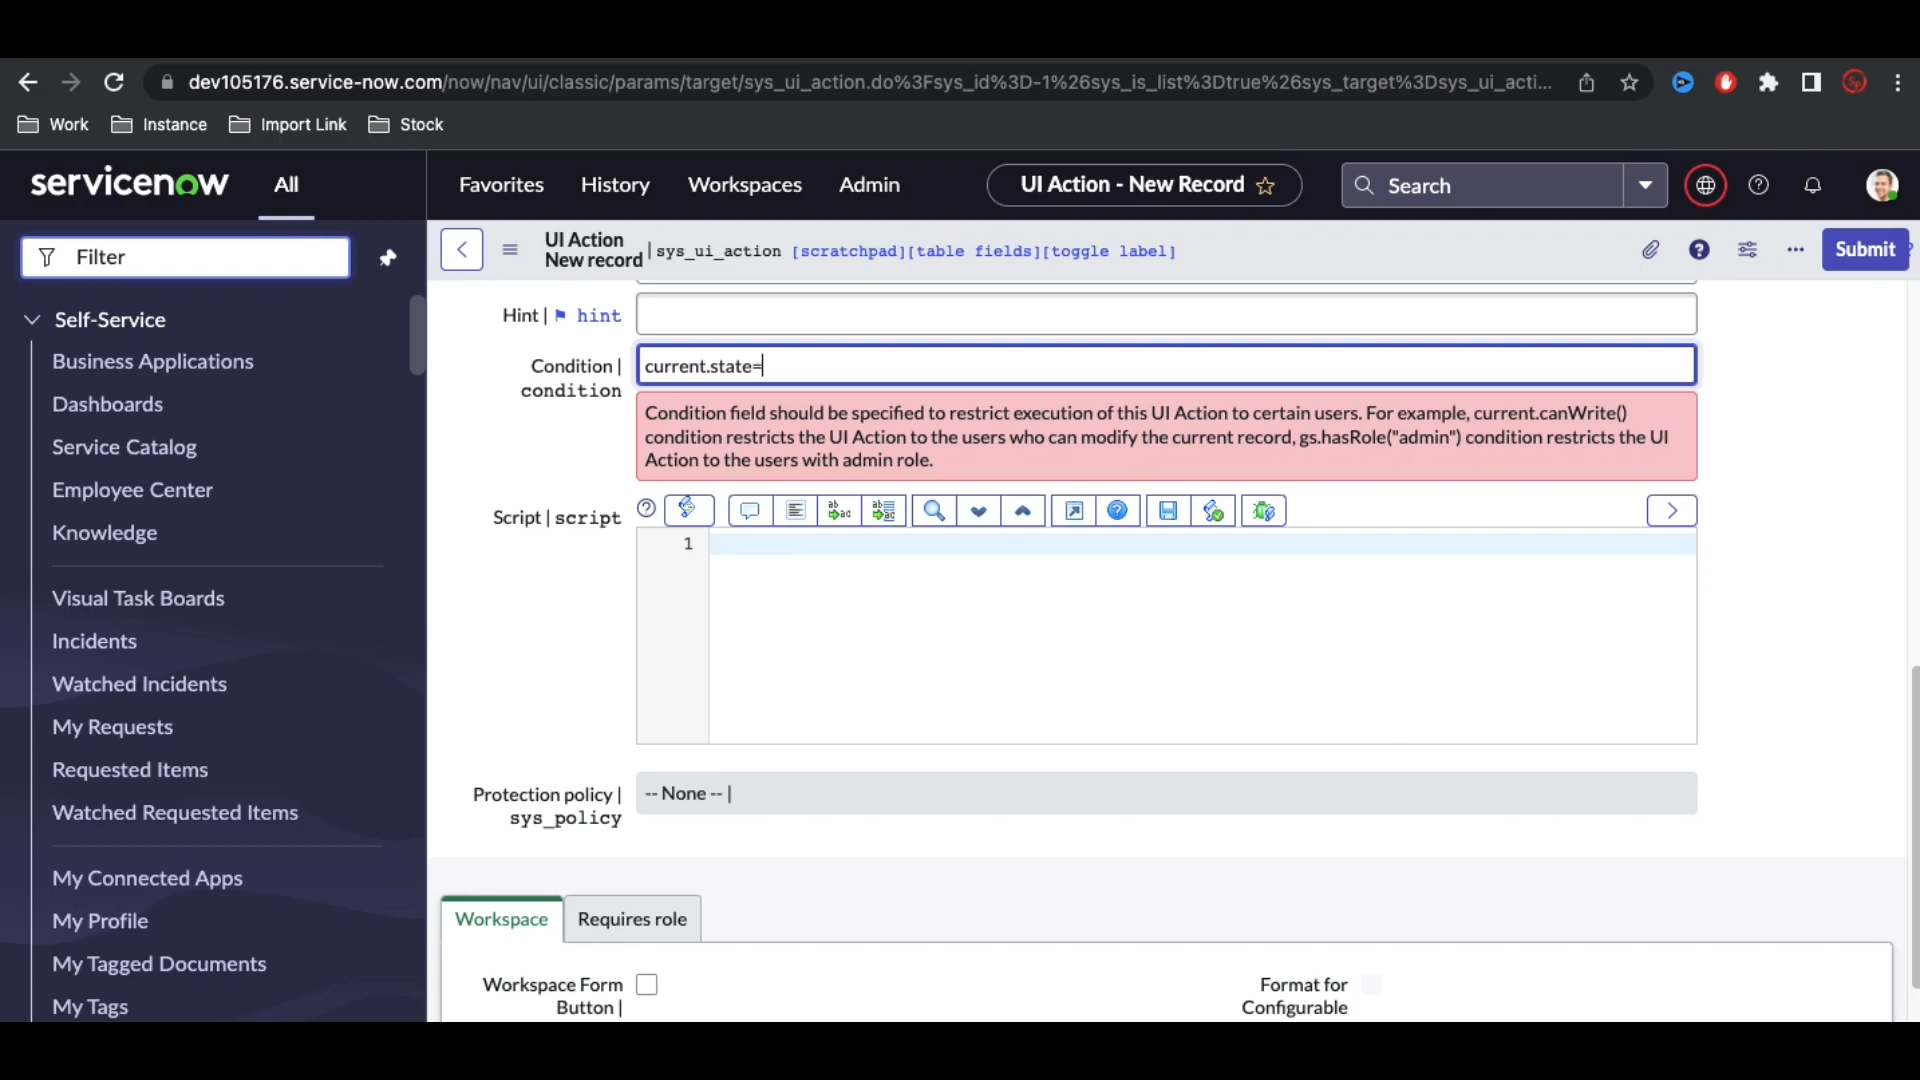 dev105176.service-now.com/now/nav/ui/classic/params/target/sys_ui_action.do%3Fsys_id%3D-1%26sys_is_list%3Dtrue%26sys_target%3Dsys_ui_acti...
Work Instance Import Link Stock
servicenow All Favorites History Workspaces Admin UI Action - New Record Search
Filter
UI Action
New record | sys_ui_action [scratchpad][table fields][toggle label] Submit
Self-Service
Business Applications
Dashboards
Service Catalog
Employee Center
Knowledge
Visual Task Boards
Incidents
Watched Incidents
My Requests
Requested Items
Watched Requested Items
My Connected Apps
My Profile
My Tagged Documents
My Tags
Hint | hint
Condition | condition
current.state=
Condition field should be specified to restrict execution of this UI Action to certain users. For example, current.canWrite()
condition restricts the UI Action to the users who can modify the current record, gs.hasRole("admin") condition restricts the UI
Action to the users with admin role.
Script | script
1
Protection policy | sys_policy
-- None -- |
Workspace Requires role
Workspace Form
Button |
Format for
Configurable